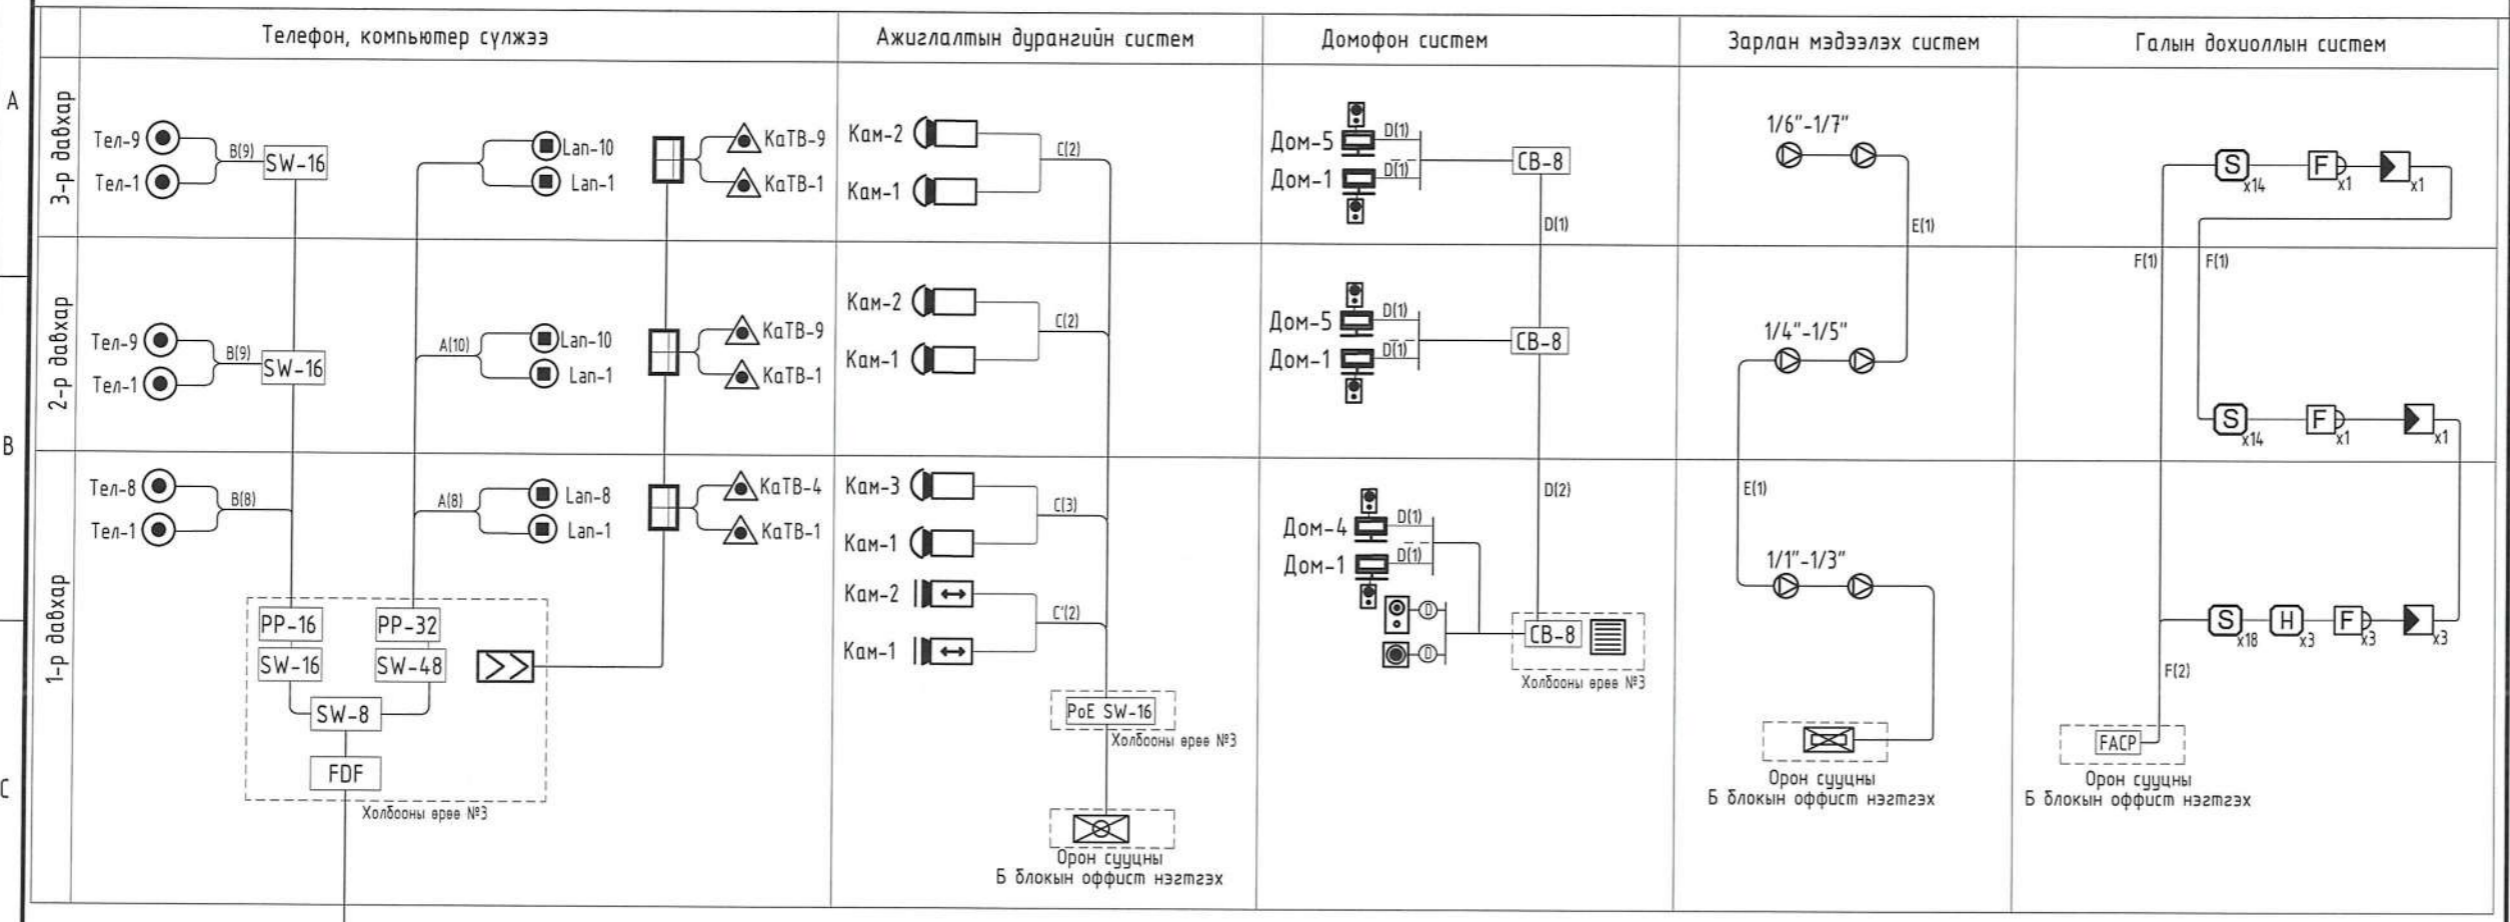 Телефон, компьютер сүлжээ
Ажиглалтын дурангийн систем
Домофон систем
Зарлан мэдээлэх систем
Галын дохиоллын систем
A
B
C
3-р давхар
Тел-9
Тел-1
B(9)
SW-16
Lan-10
Lan-1
КаТВ-9
КаТВ-1
Кам-2
Кам-1
C(2)
Дом-5
Дом-1
D(1)
D(1)
CB-8
D(1)
1/6"-1/7"
E(1)
S
x14
F
x1
x1
F(1)
F(1)
2-р давхар
Тел-9
Тел-1
B(9)
SW-16
A(10)
Lan-10
Lan-1
КаТВ-9
КаТВ-1
Кам-2
Кам-1
C(2)
Дом-5
Дом-1
D(1)
D(1)
CB-8
1/4"-1/5"
S
x14
F
x1
x1
1-р давхар
Тел-8
Тел-1
B(8)
A(8)
Lan-8
Lan-1
КаТВ-4
КаТВ-1
PP-16
SW-16
PP-32
SW-48
SW-8
FDF
Холбооны өрөө №3
Кам-3
Кам-1
C(3)
Кам-2
Кам-1
C'(2)
PoE SW-16
Холбооны өрөө №3
Орон сууцны
Б блокын оффист нэгтгэх
D(2)
Дом-4
Дом-1
D(1)
D(1)
D
D
CB-8
Холбооны өрөө №3
E(1)
1/1"-1/3"
Орон сууцны
Б блокын оффист нэгтгэх
S
x18
H
x3
F
x3
x3
F(2)
FACP
Орон сууцны
Б блокын оффист нэгтгэх